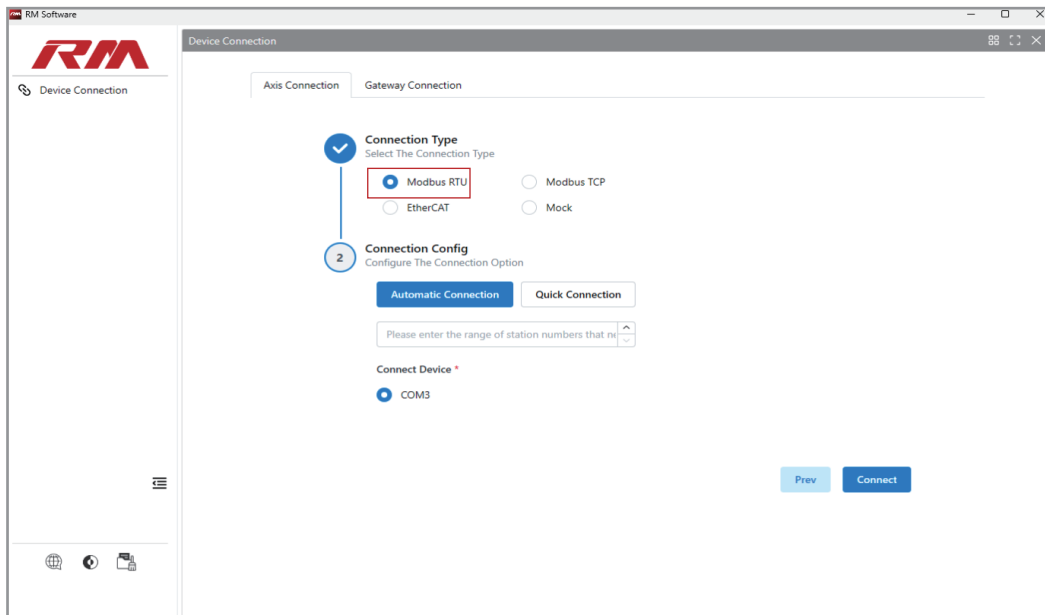 RM Software
RM
Device Connection
Device Connection
Axis Connection
Gateway Connection
Connection Type
Select The Connection Type
Modbus RTU
Modbus TCP
EtherCAT
Mock
2
Connection Config
Configure The Connection Option
Automatic Connection
Quick Connection
Please enter the range of station numbers that
Connect Device *
COM3
Prev
Connect